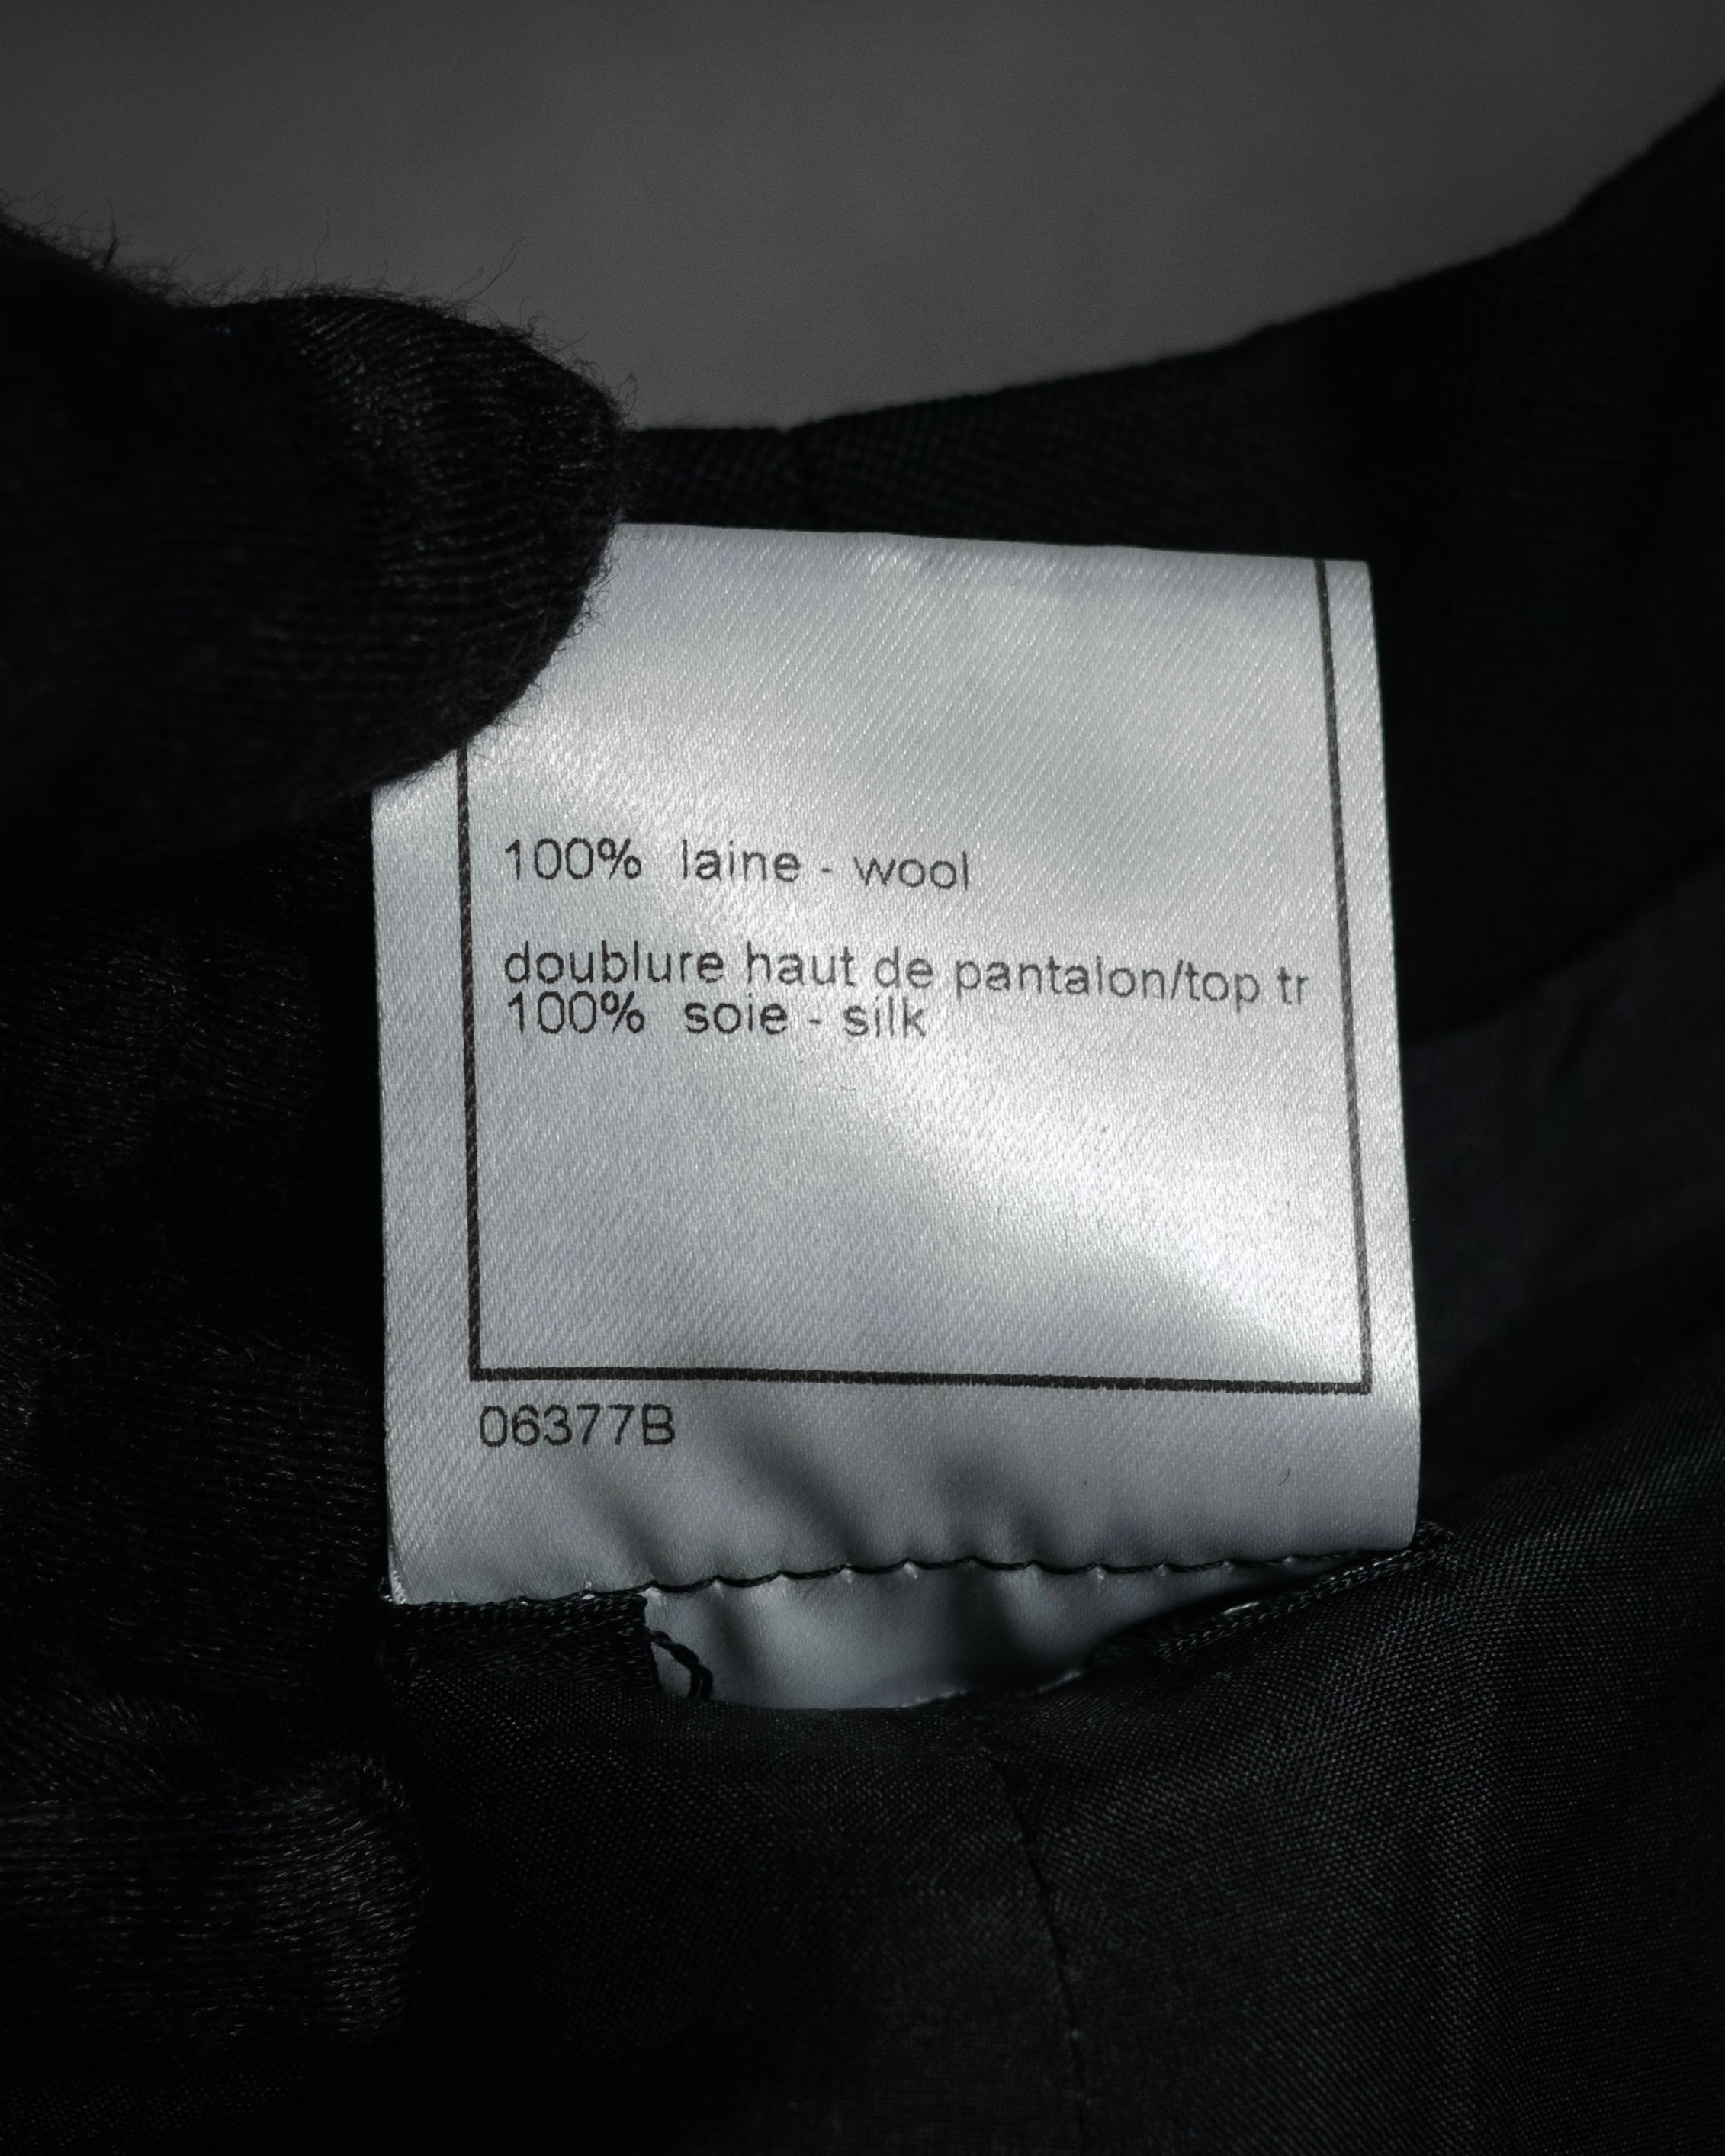 100% laine - wool
doublure haut de pantalon/top tr
100% soie - silk
06377B